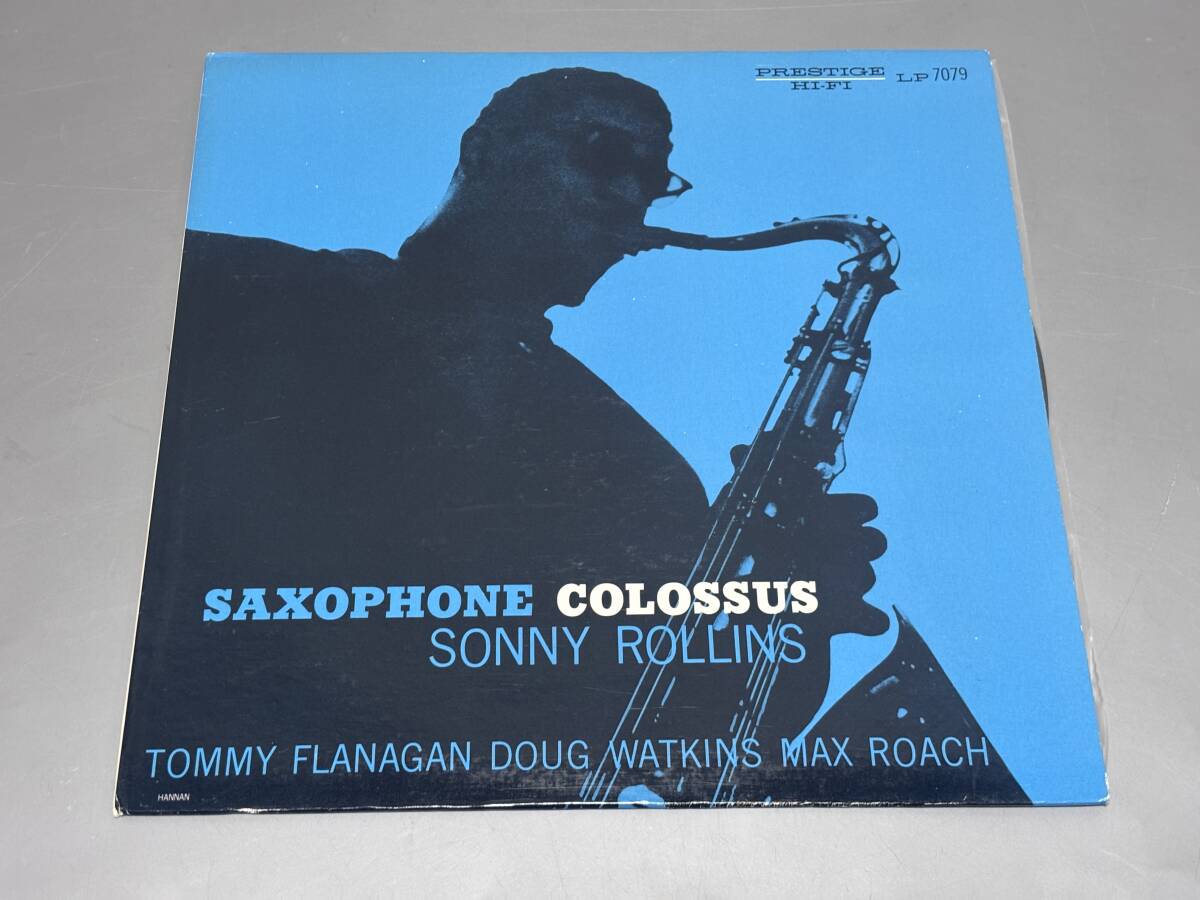 PRESTIGE LP 7079
HI-FI
SAXOPHONE COLOSSUS
SONNY ROLLINS
TOMMY FLANAGAN DOUG WATKINS MAX ROACH
HANNAN